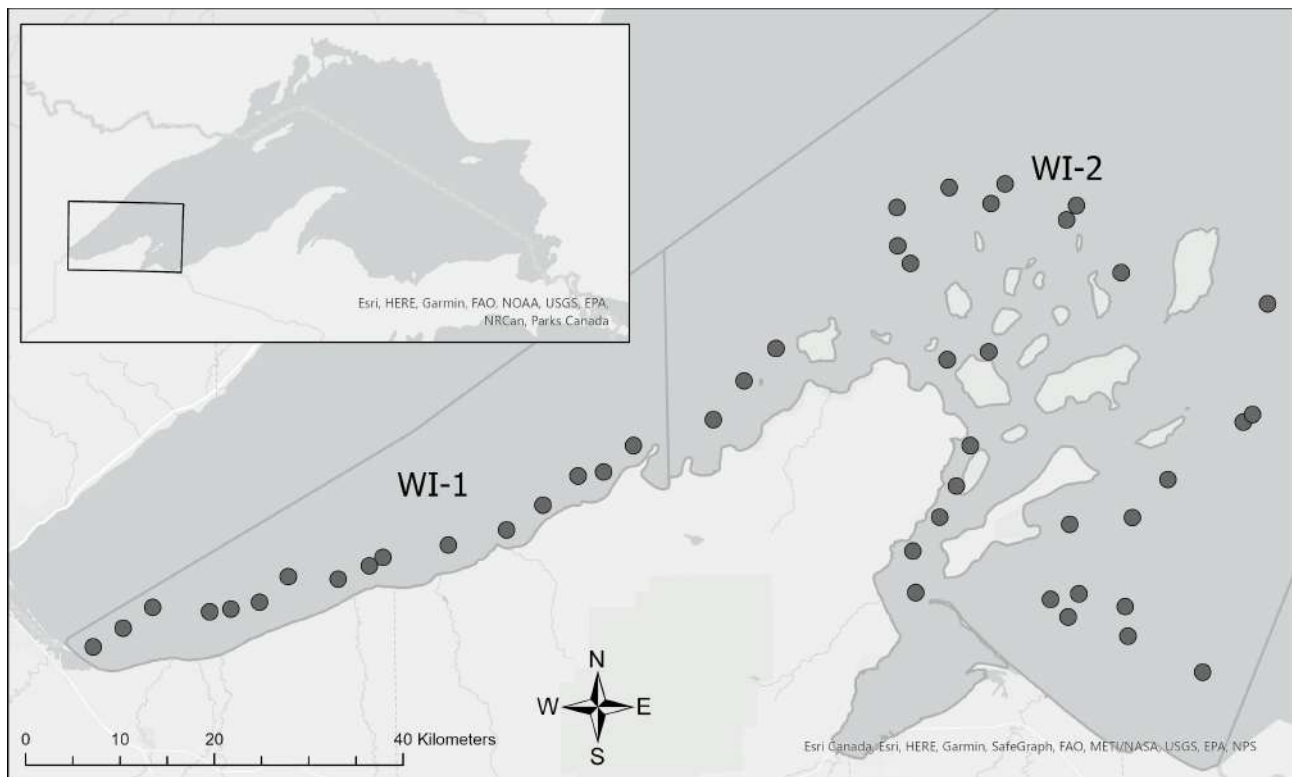 Esri, HERE, Garmin, FAO, NOAA, USGS, EPA,
NRCan, Parks Canada
WI-2
WI-1
N
W E
S
0 10 20 40 Kilometers
Esri Canada, Esri, HERE, Garmin, SafeGraph, FAO, METI/NASA, USGS, EPA, NPS